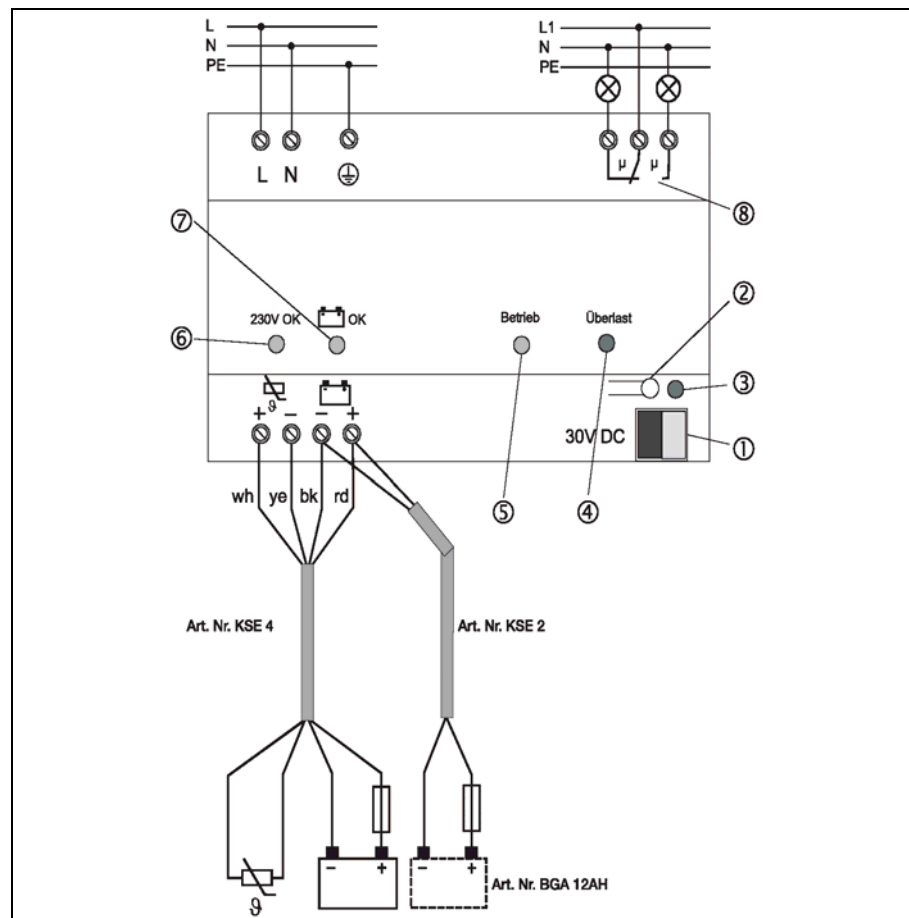 L
N
PE
L1
N
PE
L N
µ µ
⑧
⑦
②
230V OK
OK
Betrieb
Überlast
⑥
③
ϑ
+ – – +
30V DC
①
wh ye bk rd
⑤
④
Art. Nr. KSE 4
Art. Nr. KSE 2
– +
– +
Art. Nr. BGA 12AH
ϑ